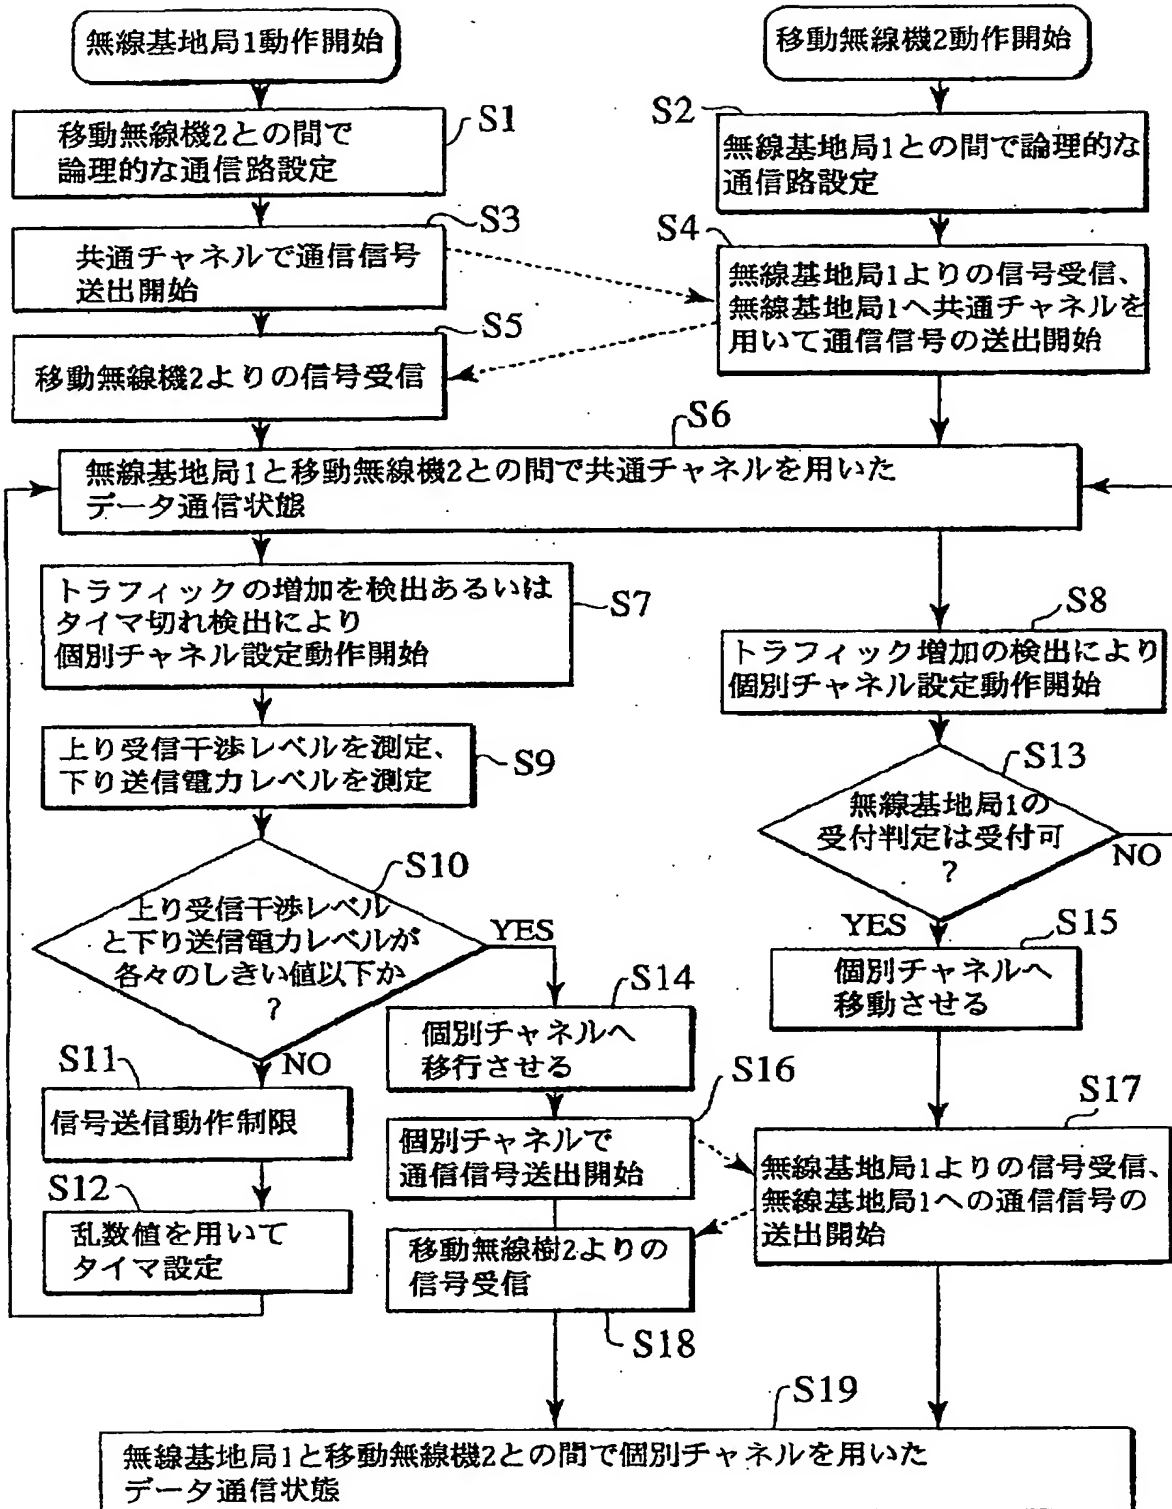 無線基地局1動作開始
移動無線機2動作開始
移動無線機2との間で
論理的な通信路設定
S1
S2
無線基地局1との間で論理的な
通信路設定
S3
共通チャネルで通信信号
送出開始
S4
無線基地局1よりの信号受信、
無線基地局1へ共通チャネルを
用いて通信信号の送出開始
S5
移動無線機2よりの信号受信
S6
無線基地局1と移動無線機2との間で共通チャネルを用いた
データ通信状態
トラフィックの増加を検出あるいは
タイマ切れ検出により
個別チャネル設定動作開始
S7
S8
トラフィック増加の検出により
個別チャネル設定動作開始
上り受信干渉レベルを測定、
下り送信電力レベルを測定
S9
S13
無線基地局1の
受付判定は受付可
?
NO
YES
S10
上り受信干渉レベル
と下り送信電力レベルが
各々のしきい値以下か
?
YES
NO
S15
個別チャネルへ
移動させる
S14
個別チャネルへ
移行させる
S11
信号送信動作制限
S16
個別チャネルで
通信信号送出開始
S17
無線基地局1よりの信号受信、
無線基地局1への通信信号の
送出開始
S12
乱数値を用いて
タイマ設定
移動無線樹2よりの
信号受信
S18
S19
無線基地局1と移動無線機2との間で個別チャネルを用いた
データ通信状態